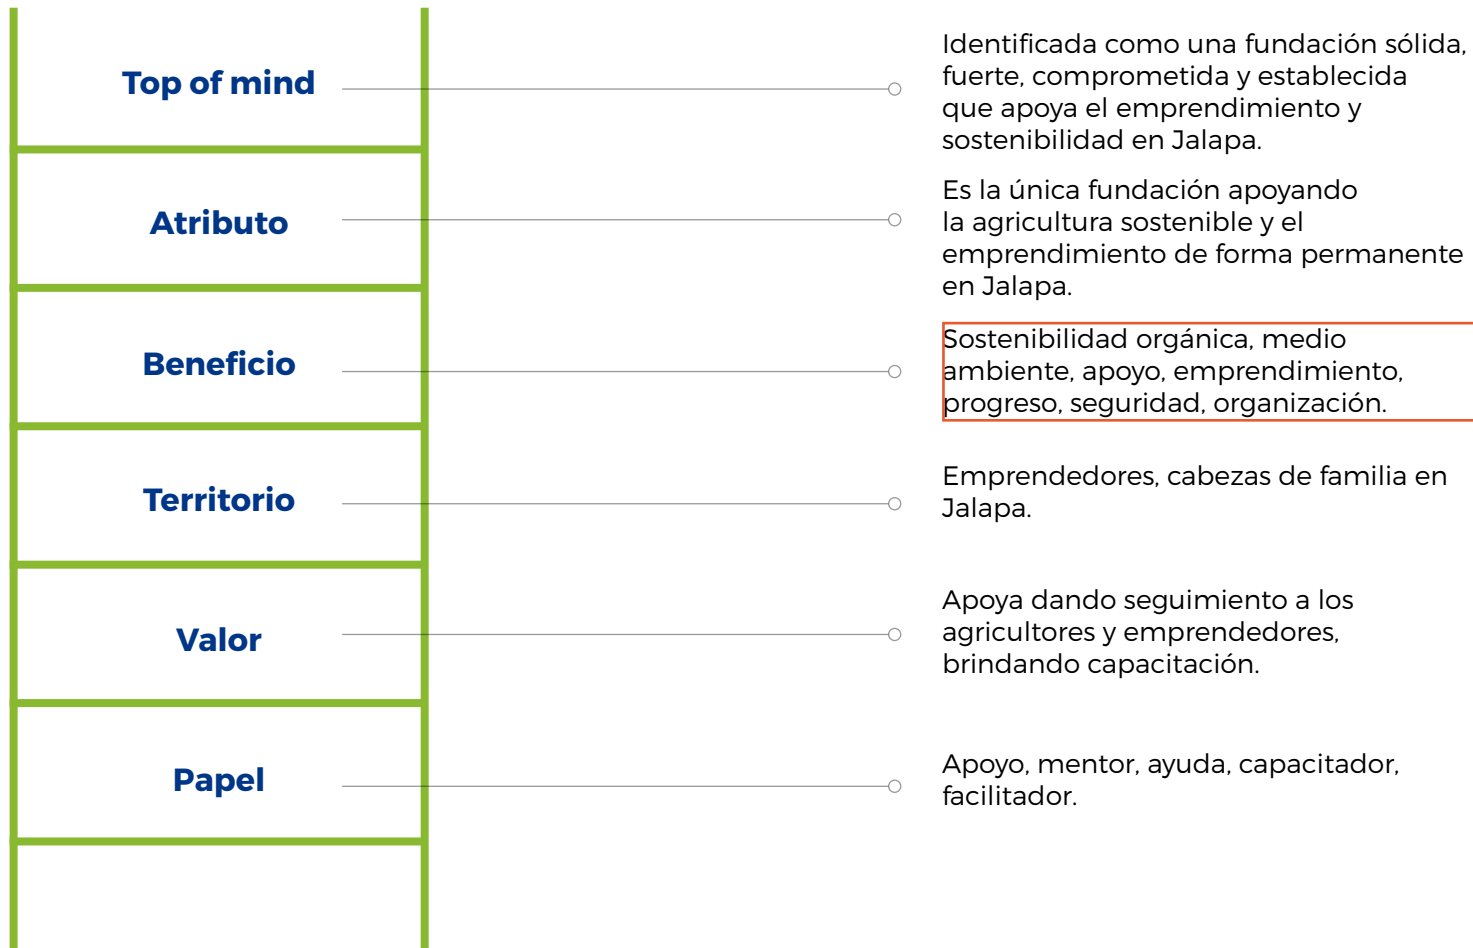 Top of mind
Identificada como una fundación sólida,
fuerte, comprometida y establecida
que apoya el emprendimiento y
sostenibilidad en Jalapa.
Atributo
Es la única fundación apoyando
la agricultura sostenible y el
emprendimiento de forma permanente
en Jalapa.
Beneficio
Sostenibilidad orgánica, medio
ambiente, apoyo, emprendimiento,
progreso, seguridad, organización.
Territorio
Emprendedores, cabezas de familia en
Jalapa.
Valor
Apoya dando seguimiento a los
agricultores y emprendedores,
brindando capacitación.
Papel
Apoyo, mentor, ayuda, capacitador,
facilitador.